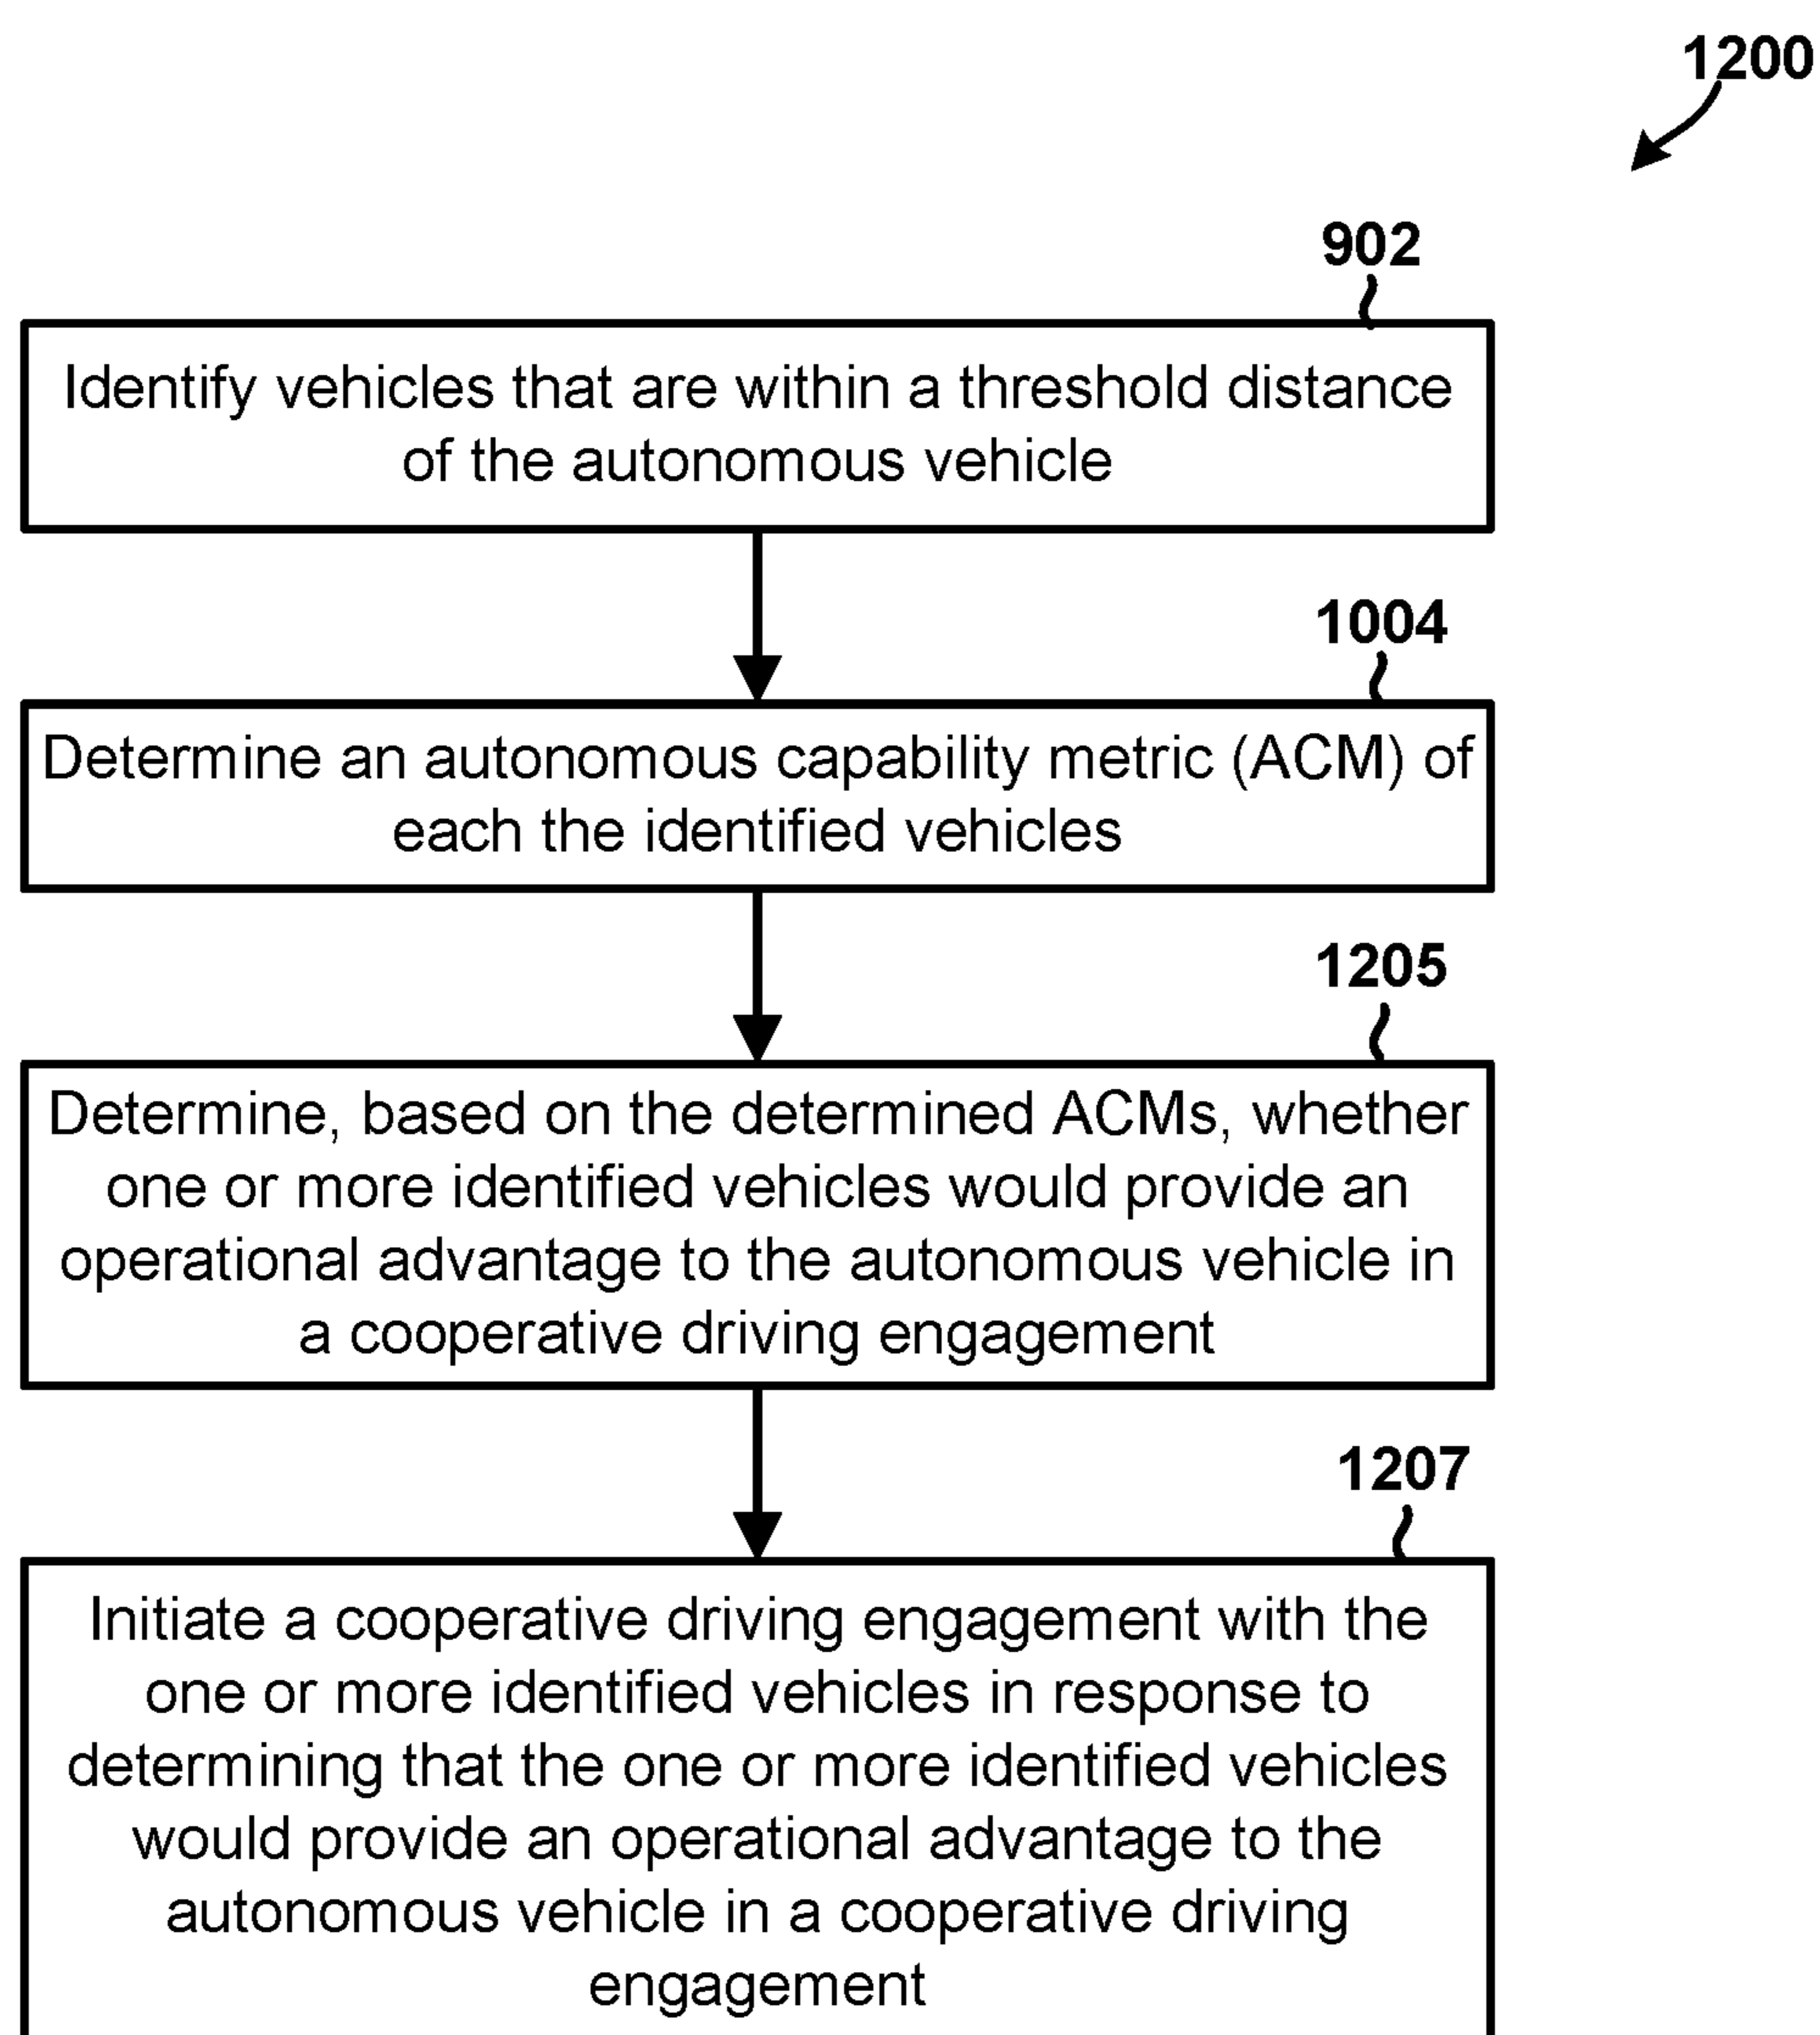 1200
902
Identify vehicles that are within a threshold distance
of the autonomous vehicle
1004
Determine an autonomous capability metric (ACM) of
each the identified vehicles
1205
Determine, based on the determined ACMs, whether
one or more identified vehicles would provide an
operational advantage to the autonomous vehicle in
a cooperative driving engagement
1207
Initiate a cooperative driving engagement with the
one or more identified vehicles in response to
determining that the one or more identified vehicles
would provide an operational advantage to the
autonomous vehicle in a cooperative driving
engagement